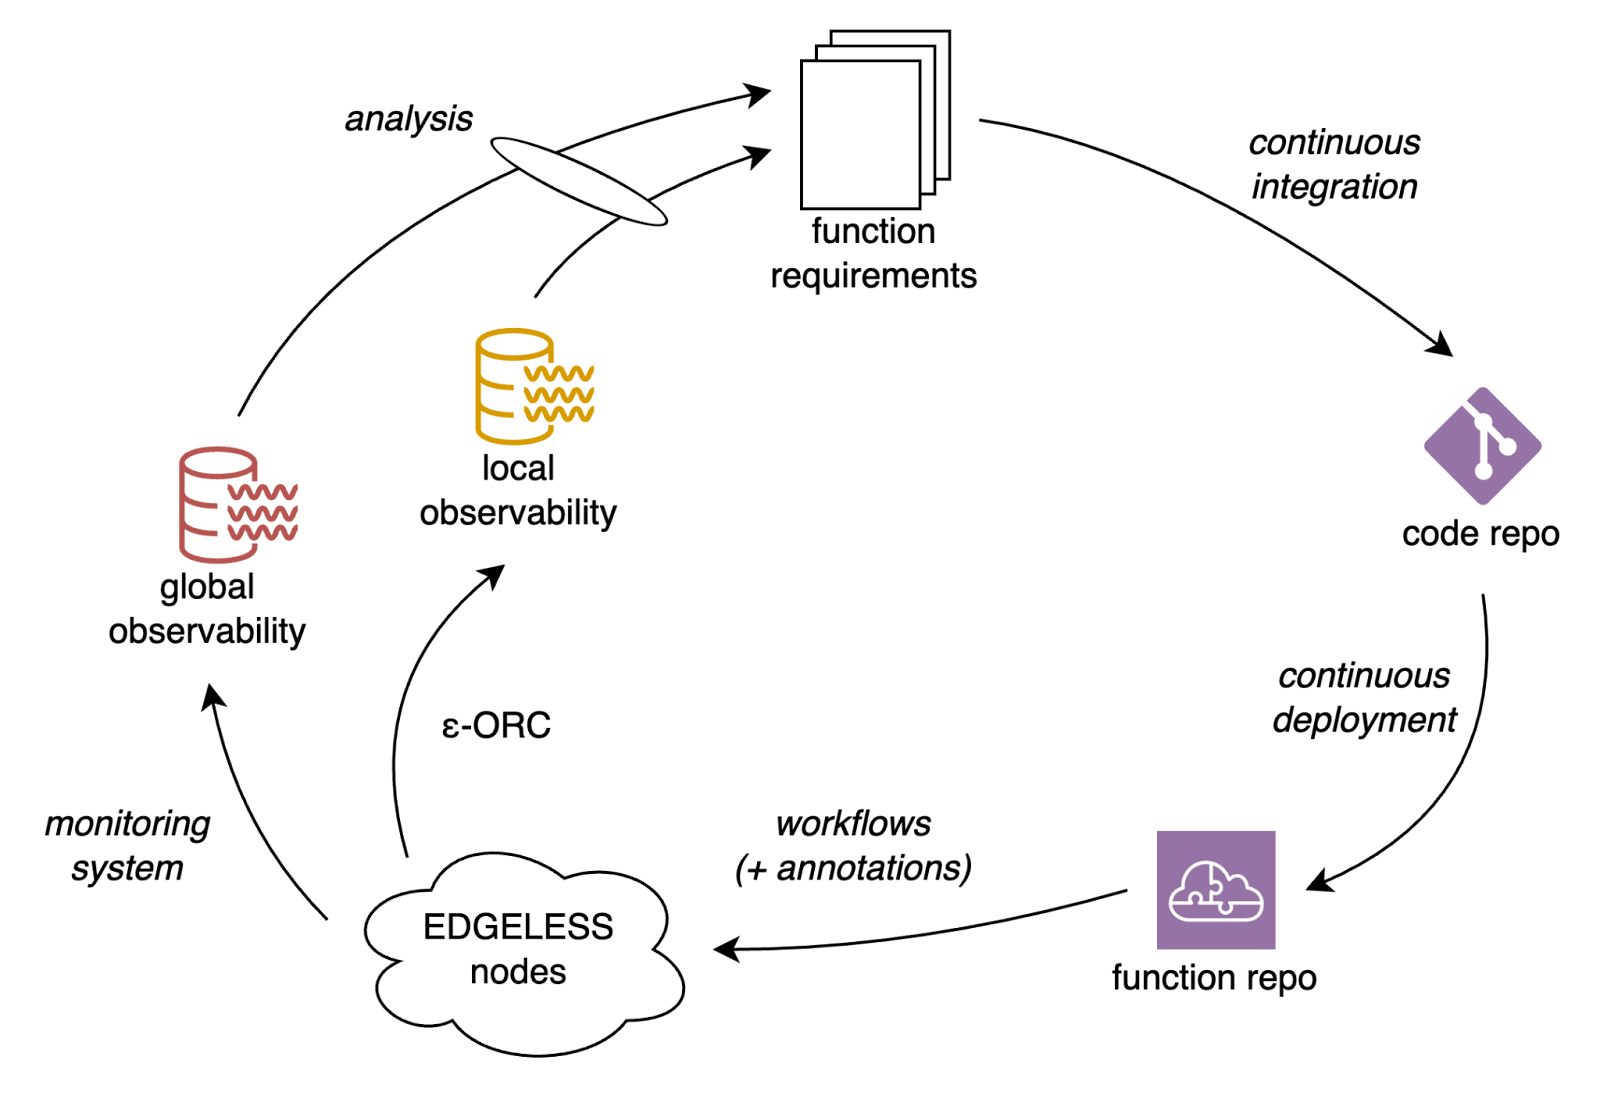 analysis
function
requirements
continuous
integration
local
observability
code repo
global
observability
continuous
deployment
ε-ORC
monitoring
system
workflows
(+ annotations)
EDGELESS
nodes
function repo